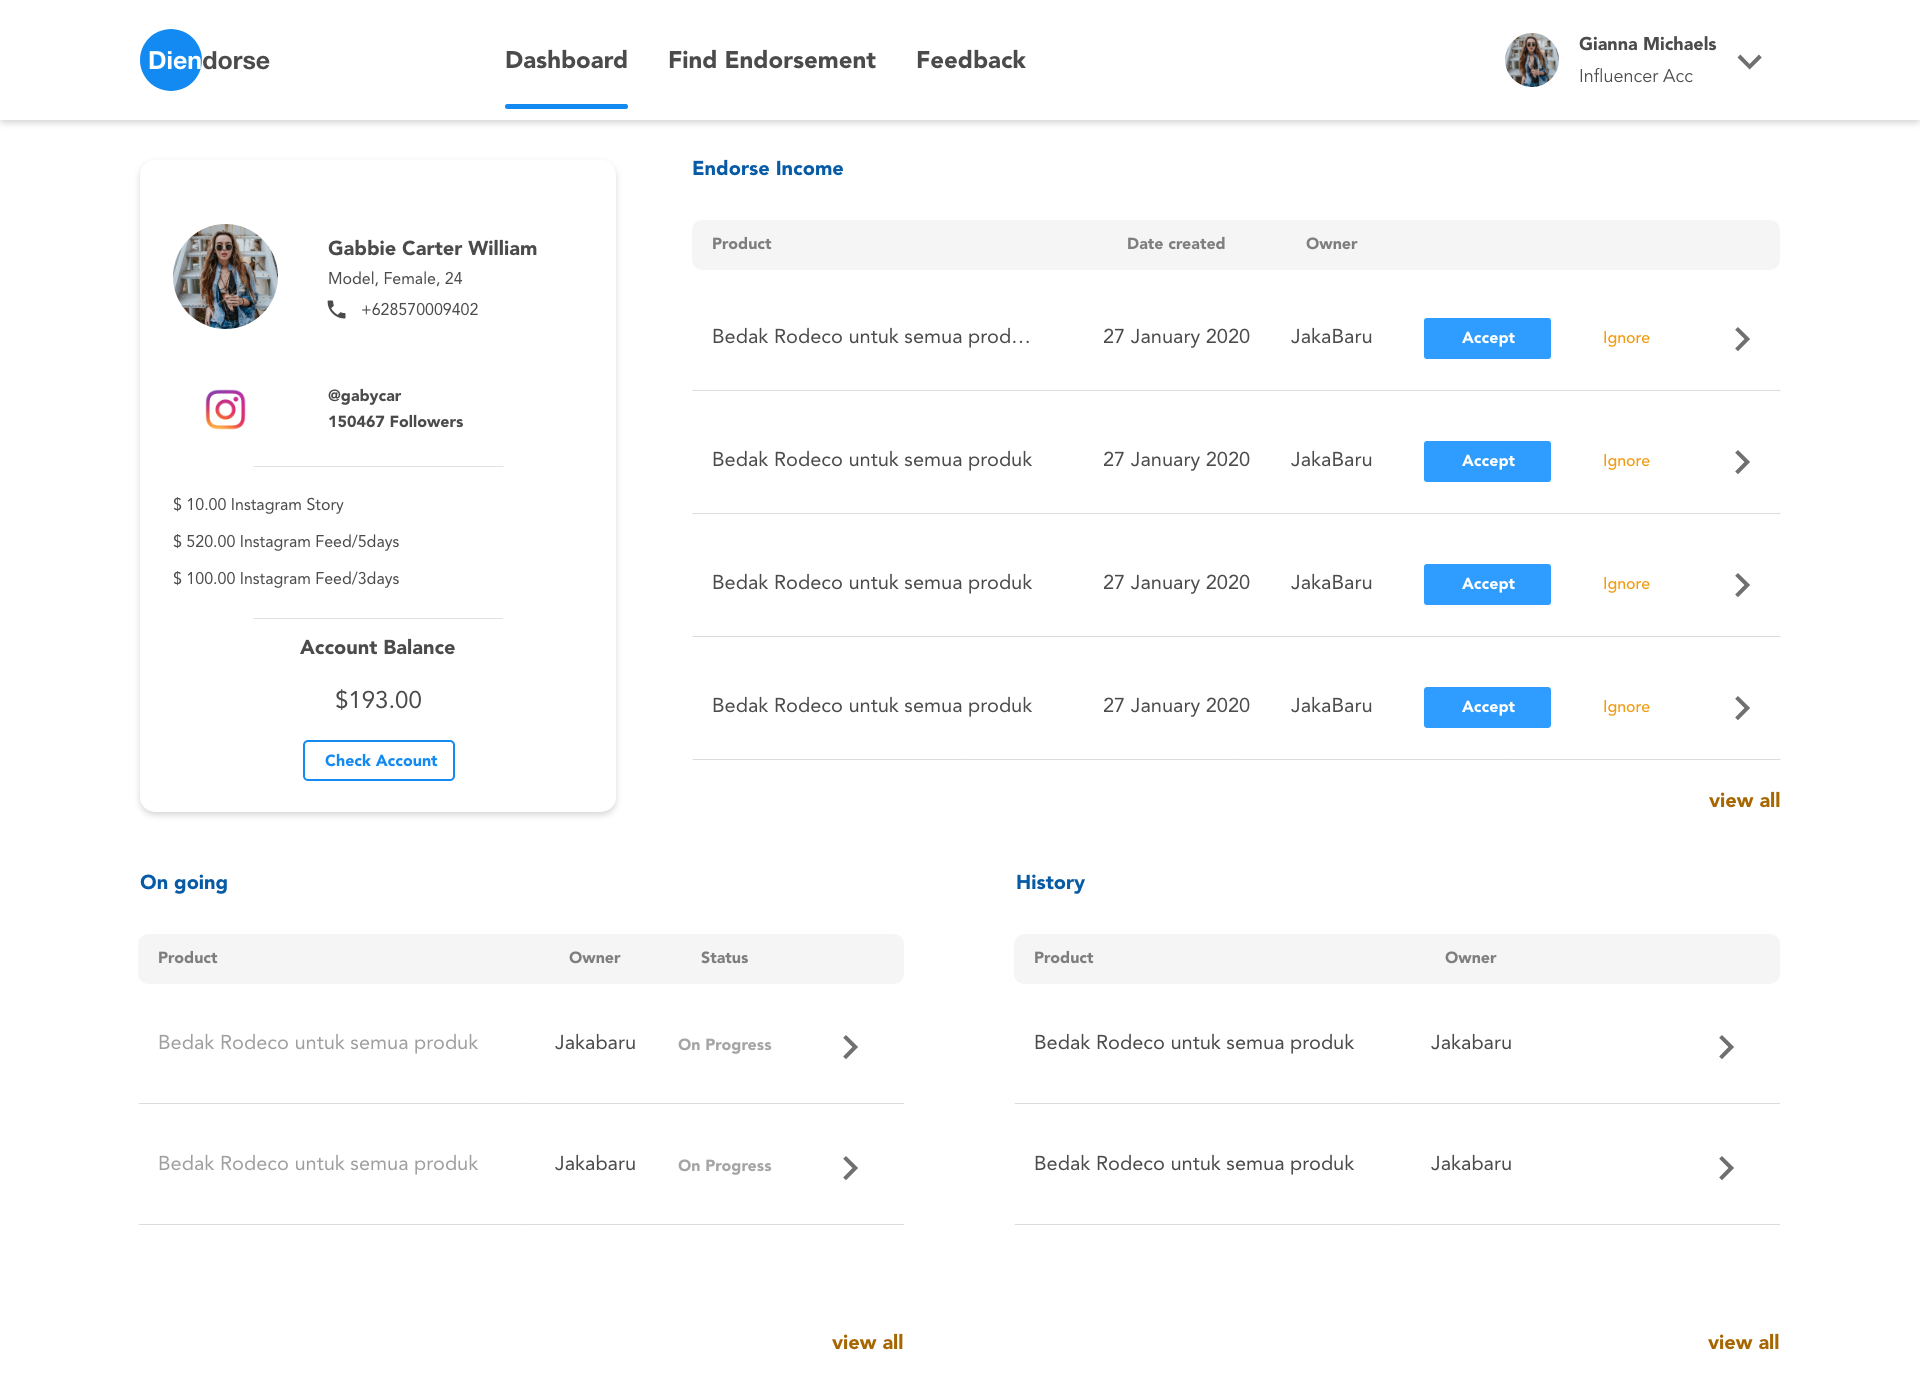 Diendorse
Dashboard Find Endorsement Feedback
Gianna Michaels
Influencer Acc
Gabbie Carter William
Model, Female, 24
+628570009402
@gabycar
150467 Followers
$ 10.00 Instagram Story
$ 520.00 Instagram Feed/5days
$ 100.00 Instagram Feed/3days
Account Balance
$193.00
Check Account
Endorse Income
Product Date created Owner
Bedak Rodeco untuk semua prod... 27 January 2020 JakaBaru Accept Ignore
Bedak Rodeco untuk semua produk 27 January 2020 JakaBaru Accept Ignore
Bedak Rodeco untuk semua produk 27 January 2020 JakaBaru Accept Ignore
Bedak Rodeco untuk semua produk 27 January 2020 JakaBaru Accept Ignore
view all
On going
Product Owner Status
Bedak Rodeco untuk semua produk Jakabaru On Progress
Bedak Rodeco untuk semua produk Jakabaru On Progress
view all
History
Product Owner
Bedak Rodeco untuk semua produk Jakabaru
Bedak Rodeco untuk semua produk Jakabaru
view all